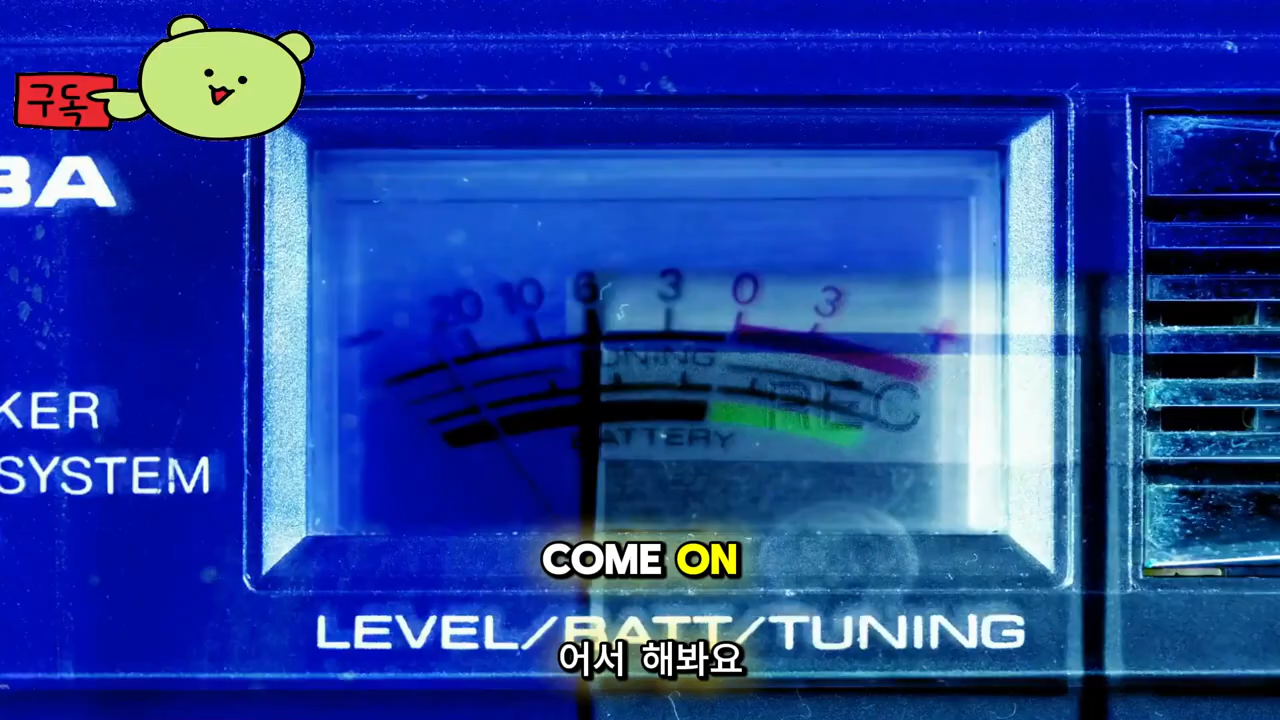 구독
BA
20 10 6 3 0 3
TUNING
REC
BATTERY
KER
SYSTEM
COME ON
LEVEL/BATT/TUNING
어서 해봐요